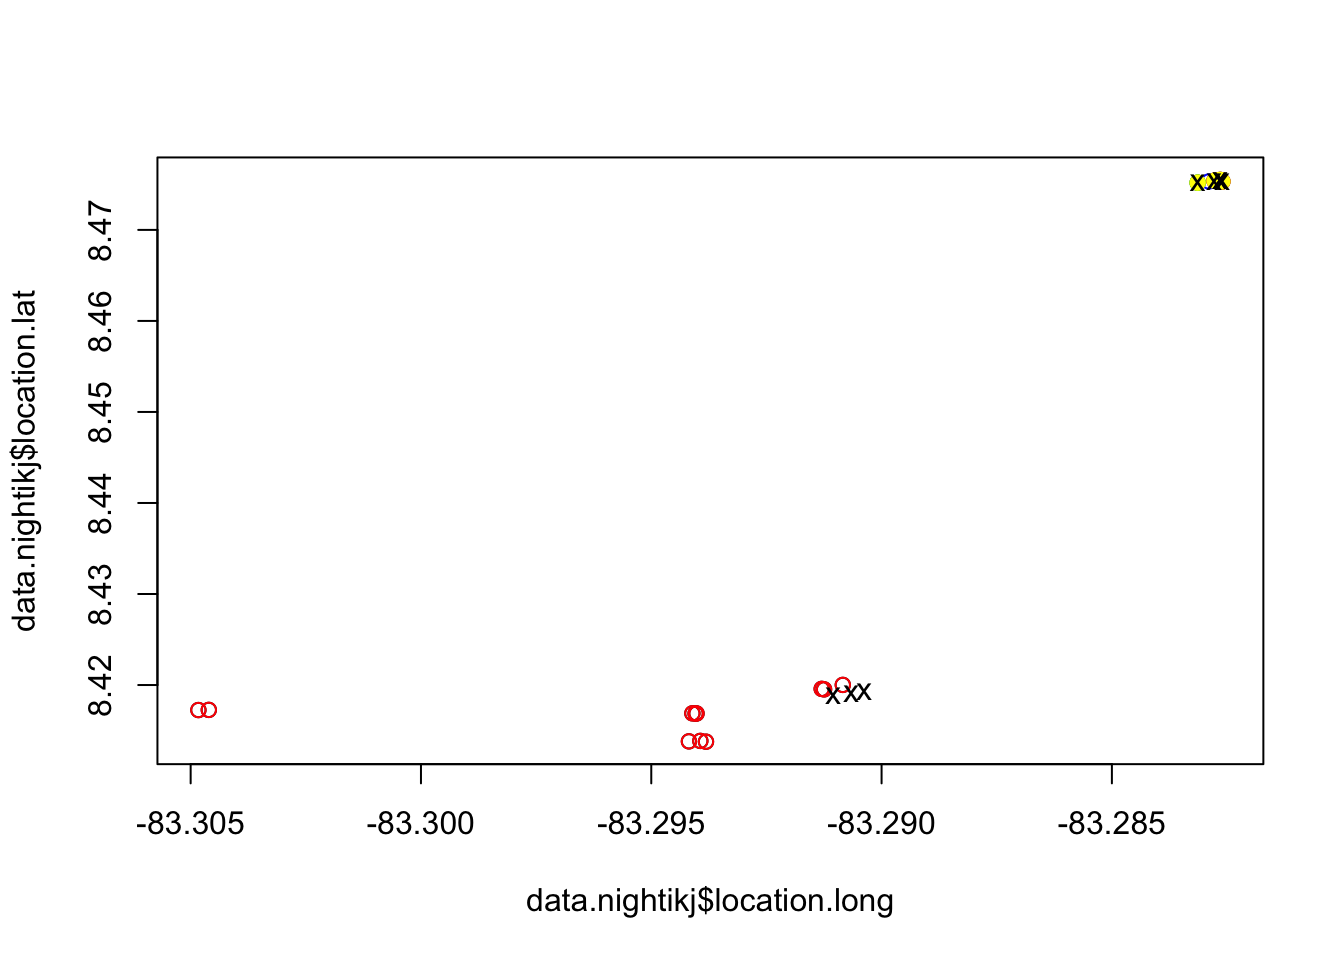 data.nightikj$location.lat
8.47
8.46
8.45
8.44
8.43
8.42
x x x x
x x x
-83.305 -83.300 -83.295 -83.290 -83.285
data.nightikj$location.long